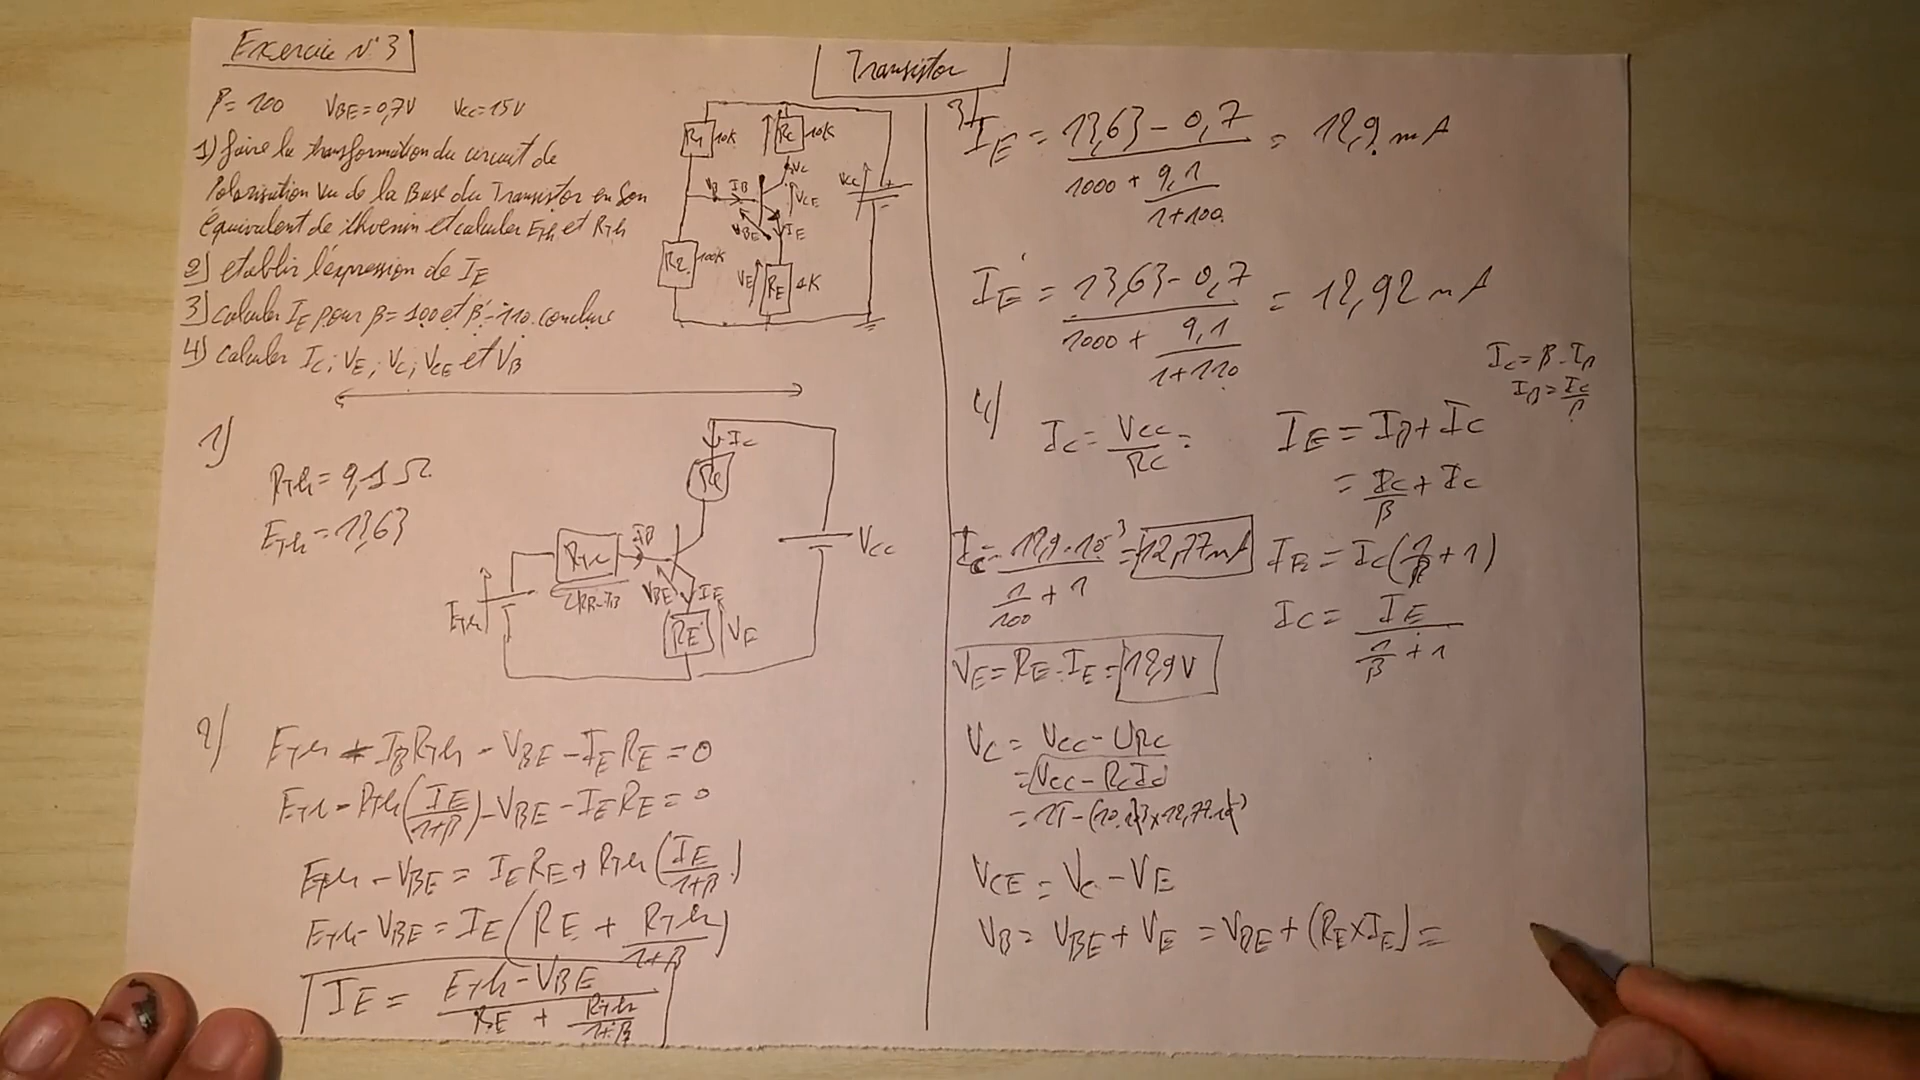 Exercice N°3
Transistor
β = 100 VBE = 0,7V VCC = 15V
1) faire la transformation du circuit de
Polarisation vu de la Base du Transistor en son
équivalent de thvenin et calculer ETh et RTh
2) etablir l'expression de IE
3) calculer IE pour β = 100 et β = 110. conclure
4) calculer IC ; VE ; VC ; VCE et VB
R1 10K
RC 10K
VC
VB IB
VCE
VCC
VBE
IE
R2 100K
VE RE 1K
1)
RTh = 9,1 Ω
ETh = 13,63
IC
RC
RTh IB
VCC
VBE IE
ETh
RE VE
2)
ETh - IB RTh - VBE - IE RE = 0
ETh - RTh (IE/1+β) - VBE - IE RE = 0
ETh - VBE = IE RE + RTh (IE/1+β)
ETh - VBE = IE (RE + RTh/1+β)
IE = ETh - VBE / RE + RTh/1+β
3)
IE = 13,63 - 0,7 / 1000 + 9,1/1+100 = 12,9 mA
IE' = 13,63 - 0,7 / 1000 + 9,1/1+110 = 12,92 mA
IC = β · IB
IB = IC/β
4)
IC = VCC/RC =
IE = IB + IC
= IC/β + IC
IC = 12,9 · 10⁻³ / 1/100 + 1 = 12,77 mA
IE = IC (1/β + 1)
IC = IE / 1/β + 1
VE = RE · IE = 12,9 V
VC = VCC - URC
= VCC - RC IC
= 15 - (10.10³ × 12,77.10³)
VCE = VC - VE
VB = VBE + VE = VBE + (RE × IE) =